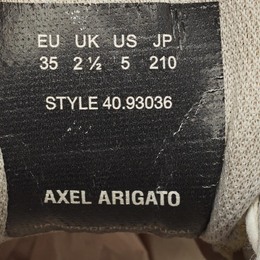 EU UK US JP
35 2 ½ 5 210
STYLE 40.93036
AXEL ARIGATO